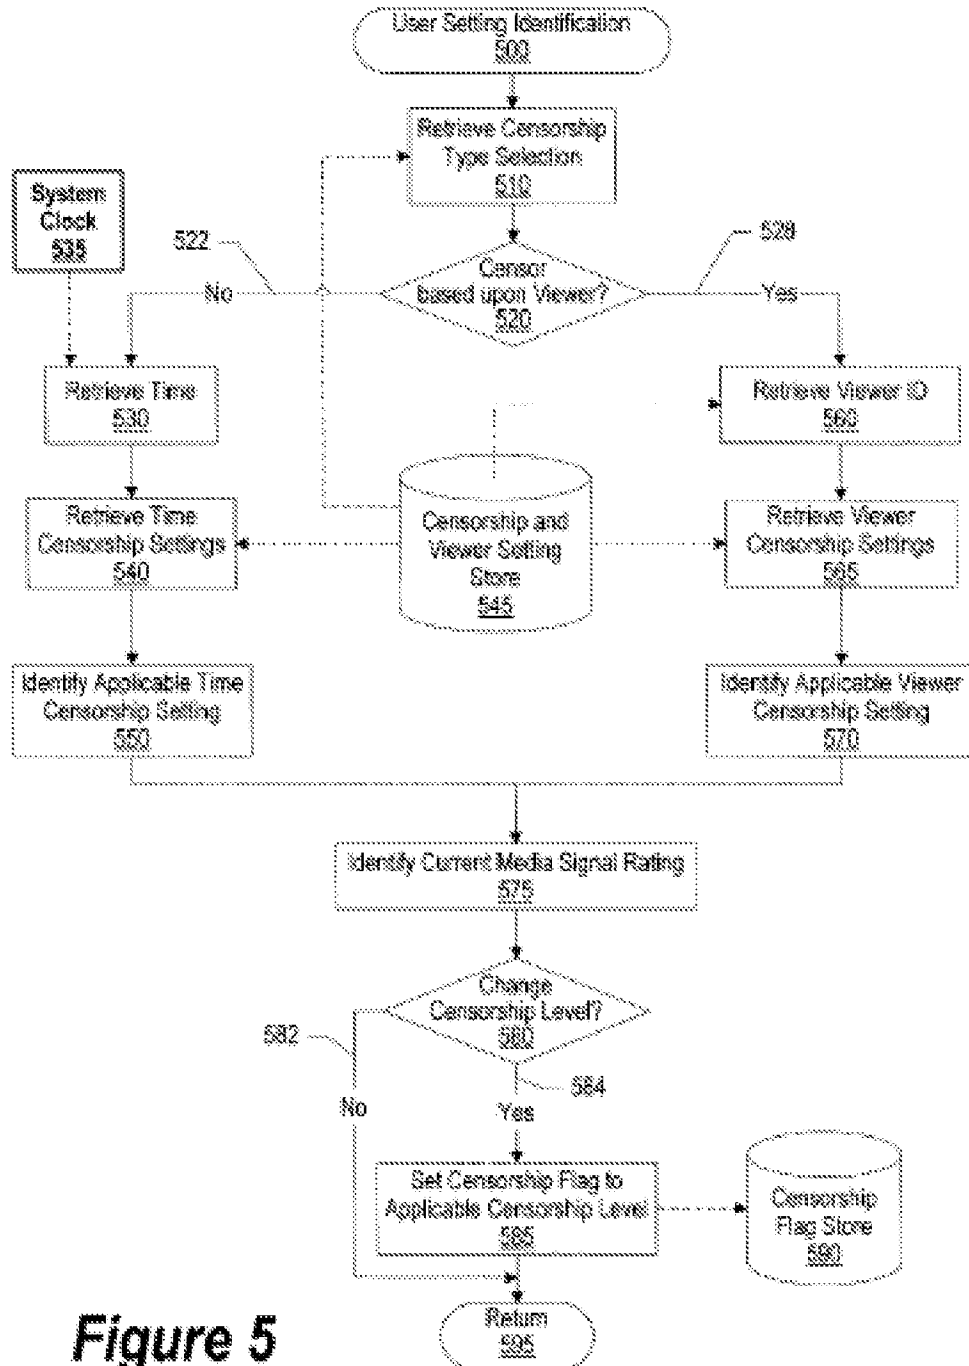 User Setting Identification
500
Retrieve Censorship
Type Selection
510
System
Clock
535
522
528
Censor
based upon Viewer?
520
No
Yes
Retrieve Time
530
Retrieve Viewer ID
560
Retrieve Time
Censorship Settings
540
Censorship and
Viewer Setting
Store
545
Retrieve Viewer
Censorship Settings
565
Identify Applicable Time
Censorship Setting
550
Identify Applicable Viewer
Censorship Setting
570
Identify Current Media Signal Rating
575
Change
Censorship Level?
580
582
584
No
Yes
Set Censorship Flag to
Applicable Censorship Level
585
Censorship
Flag Store
590
Return
595
Figure 5